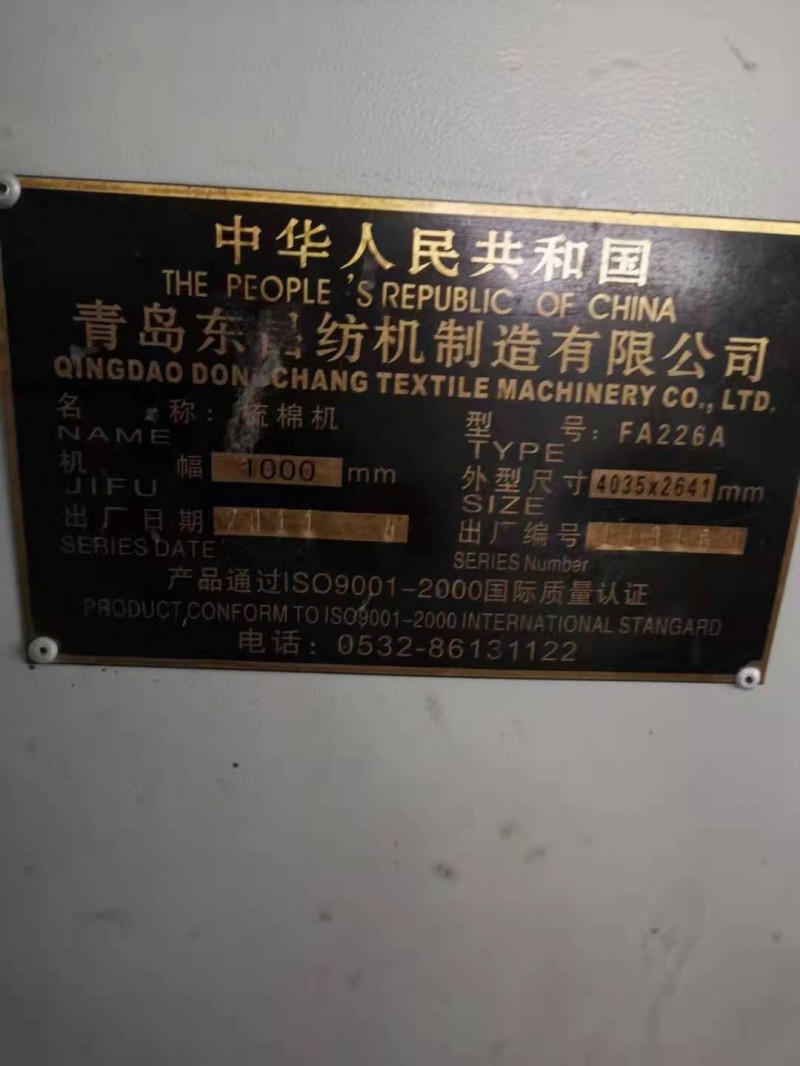 中华人民共和国
THE PEOPLE 'S REPUBLIC OF CHINA
青岛东昌纺机制造有限公司
QINGDAO DONGCHANG TEXTILE MACHINERY CO., LTD.
名 称: 梳棉机 型 号: FA226A
NAME TYPE
机 幅 1000 mm 外型尺寸 4035x2641 mm
JIFU SIZE
出厂日期 2011 出厂编号
SERIES DATE SERIES Number
产品通过ISO9001-2000国际质量认证
PRODUCT,CONFORM TO ISO9001-2000 INTERNATIONAL STANGARD
电话: 0532-86131122